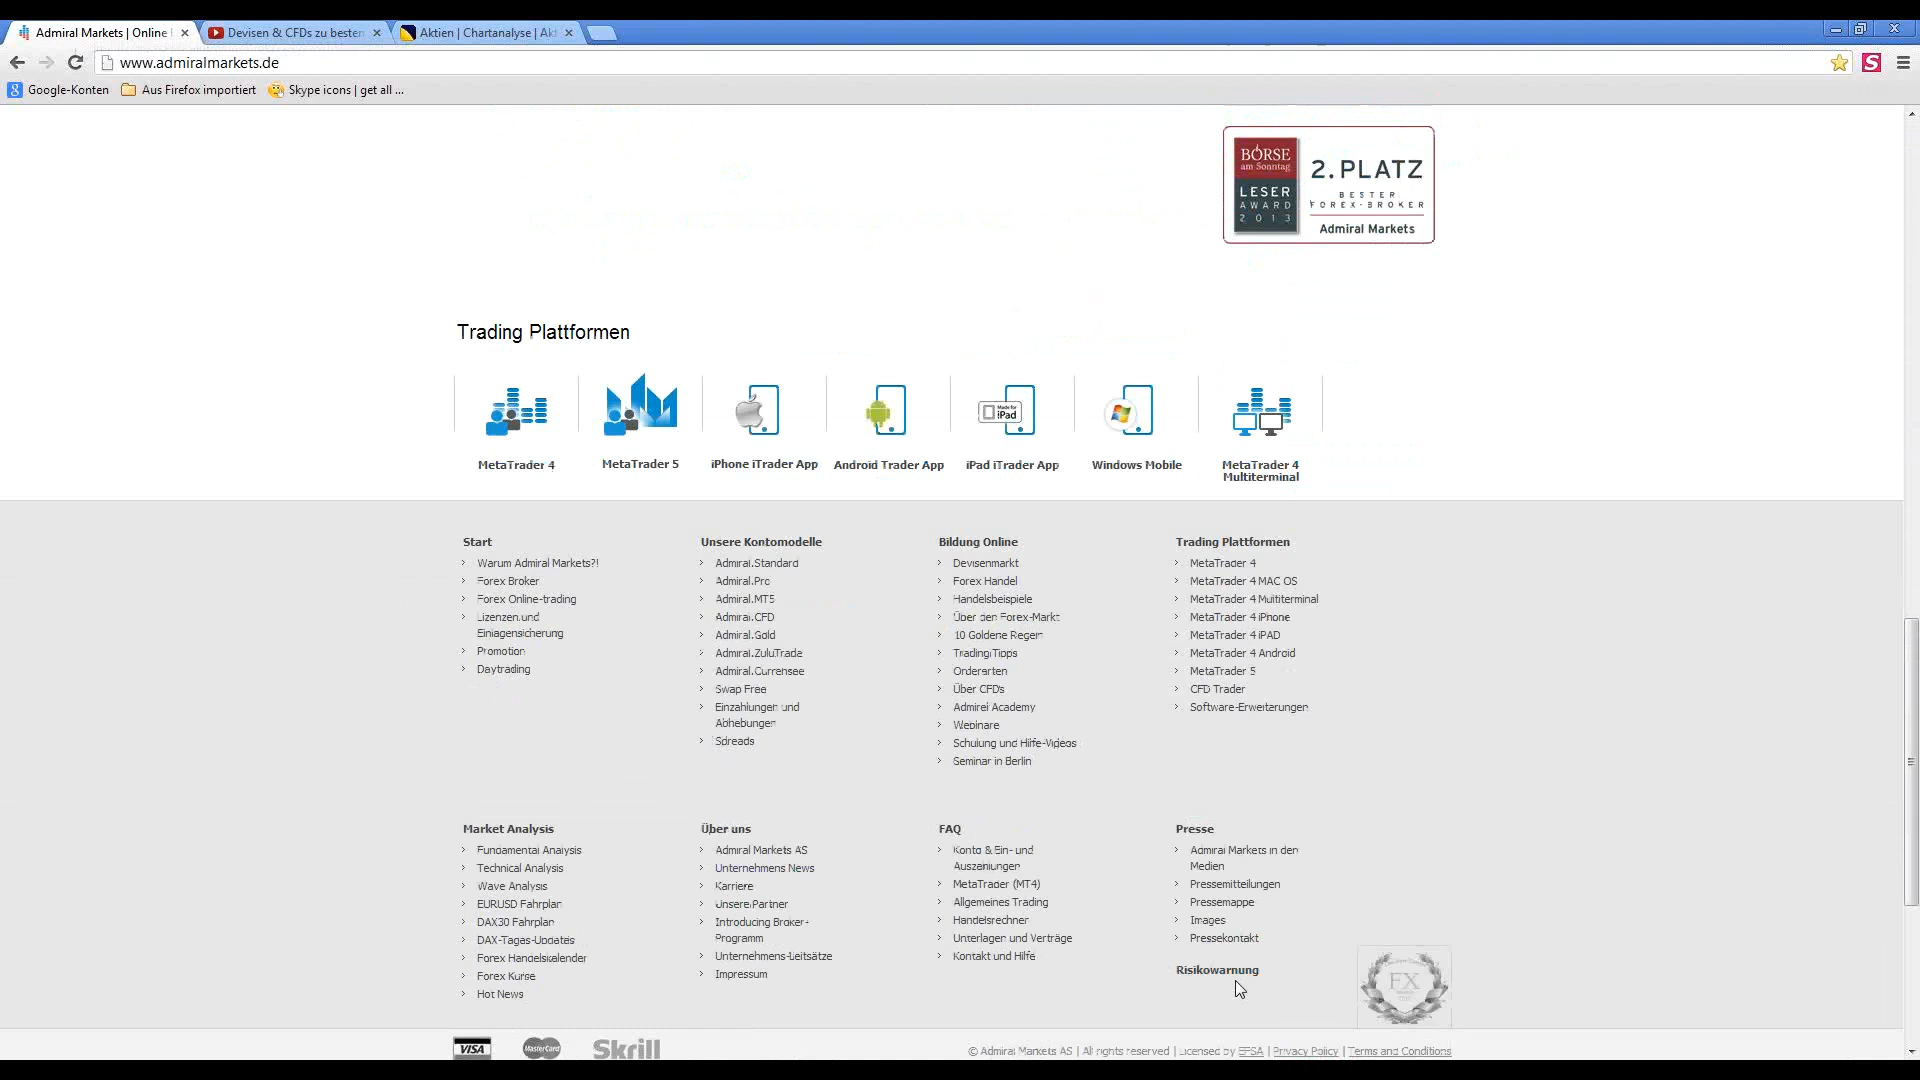 Admiral Markets | Online
Devisen & CFDs zu besten
Aktien | Chartanalyse | Akt
www.admiralmarkets.de
Google-Konten
Aus Firefox importiert
Skype icons | get all ...
BÖRSE
am Sonntag
LESER
AWARD
2013
2. PLATZ
BESTER
FOREX-BROKER
Admiral Markets
Trading Plattformen
MetaTrader 4
MetaTrader 5
iPhone iTrader App
Android Trader App
Made for
iPad
iPad iTrader App
Windows Mobile
MetaTrader 4
Multiterminal
Start
Warum Admiral Markets?!
Forex Broker
Forex Online-trading
Lizenzen und
Einlagensicherung
Promotion
Daytrading
Unsere Kontomodelle
Admiral.Standard
Admiral.Pro
Admiral.MT5
Admiral.CFD
Admiral.Gold
Admiral.ZuluTrade
Admiral.Currensee
Swap Free
Einzahlungen und
Abhebungen
Spreads
Bildung Online
Devisenmarkt
Forex Handel
Handelsbeispiele
Über den Forex-Markt
10 Goldene Regeln
Trading Tipps
Orderarten
Über CFDs
Admiral Academy
Webinare
Schulung und Hilfe-Videos
Seminar in Berlin
Trading Plattformen
MetaTrader 4
MetaTrader 4 MAC OS
MetaTrader 4 Multiterminal
MetaTrader 4 iPhone
MetaTrader 4 iPAD
MetaTrader 4 Android
MetaTrader 5
CFD Trader
Software-Erweiterungen
Market Analysis
Fundamental Analysis
Technical Analysis
Wave Analysis
EURUSD Fahrplan
DAX30 Fahrplan
DAX-Tages-Updates
Forex Handelskalender
Forex Kurse
Hot News
Über uns
Admiral Markets AS
Unternehmens News
Karriere
Unsere Partner
Introducing Broker-
Programm
Unternehmens-Leitsätze
Impressum
FAQ
Konto & Ein- und
Auszahlungen
MetaTrader (MT4)
Allgemeines Trading
Handelsrechner
Unterlagen und Verträge
Kontakt und Hilfe
Presse
Admiral Markets in den
Medien
Pressemitteilungen
Pressemappe
Images
Pressekontakt
Risikowarnung
FX
VISA
MasterCard
Skrill
© Admiral Markets AS | All rights reserved | Licensed by EFSA | Privacy Policy | Terms and Conditions